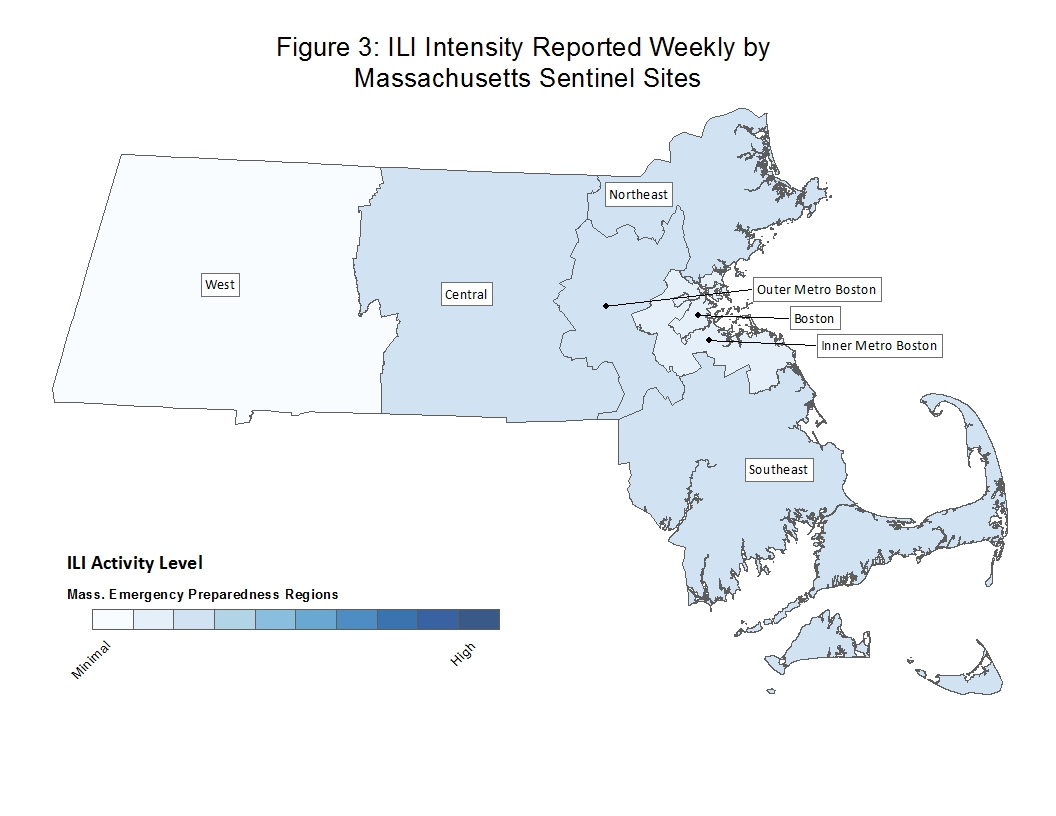 Figure 3: ILI Intensity Reported Weekly by
Massachusetts Sentinel Sites
Northeast
West
Central
Outer Metro Boston
Boston
Inner Metro Boston
Southeast
ILI Activity Level
Mass. Emergency Preparedness Regions
Minimal
High